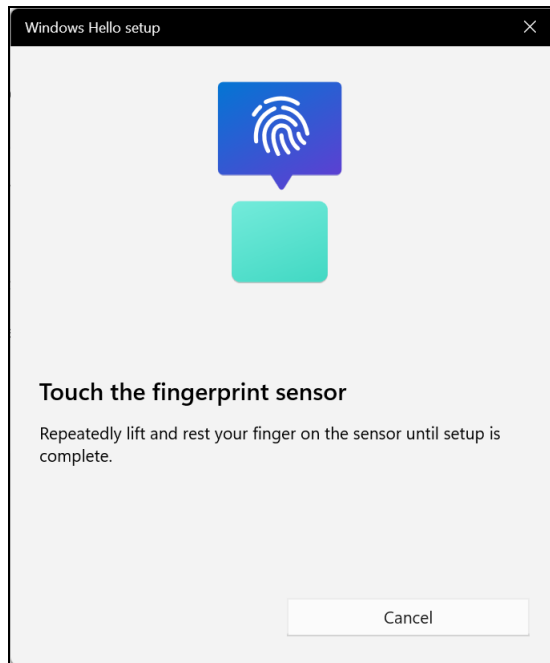 Windows Hello setup
Touch the fingerprint sensor
Repeatedly lift and rest your finger on the sensor until setup is
complete.
Cancel